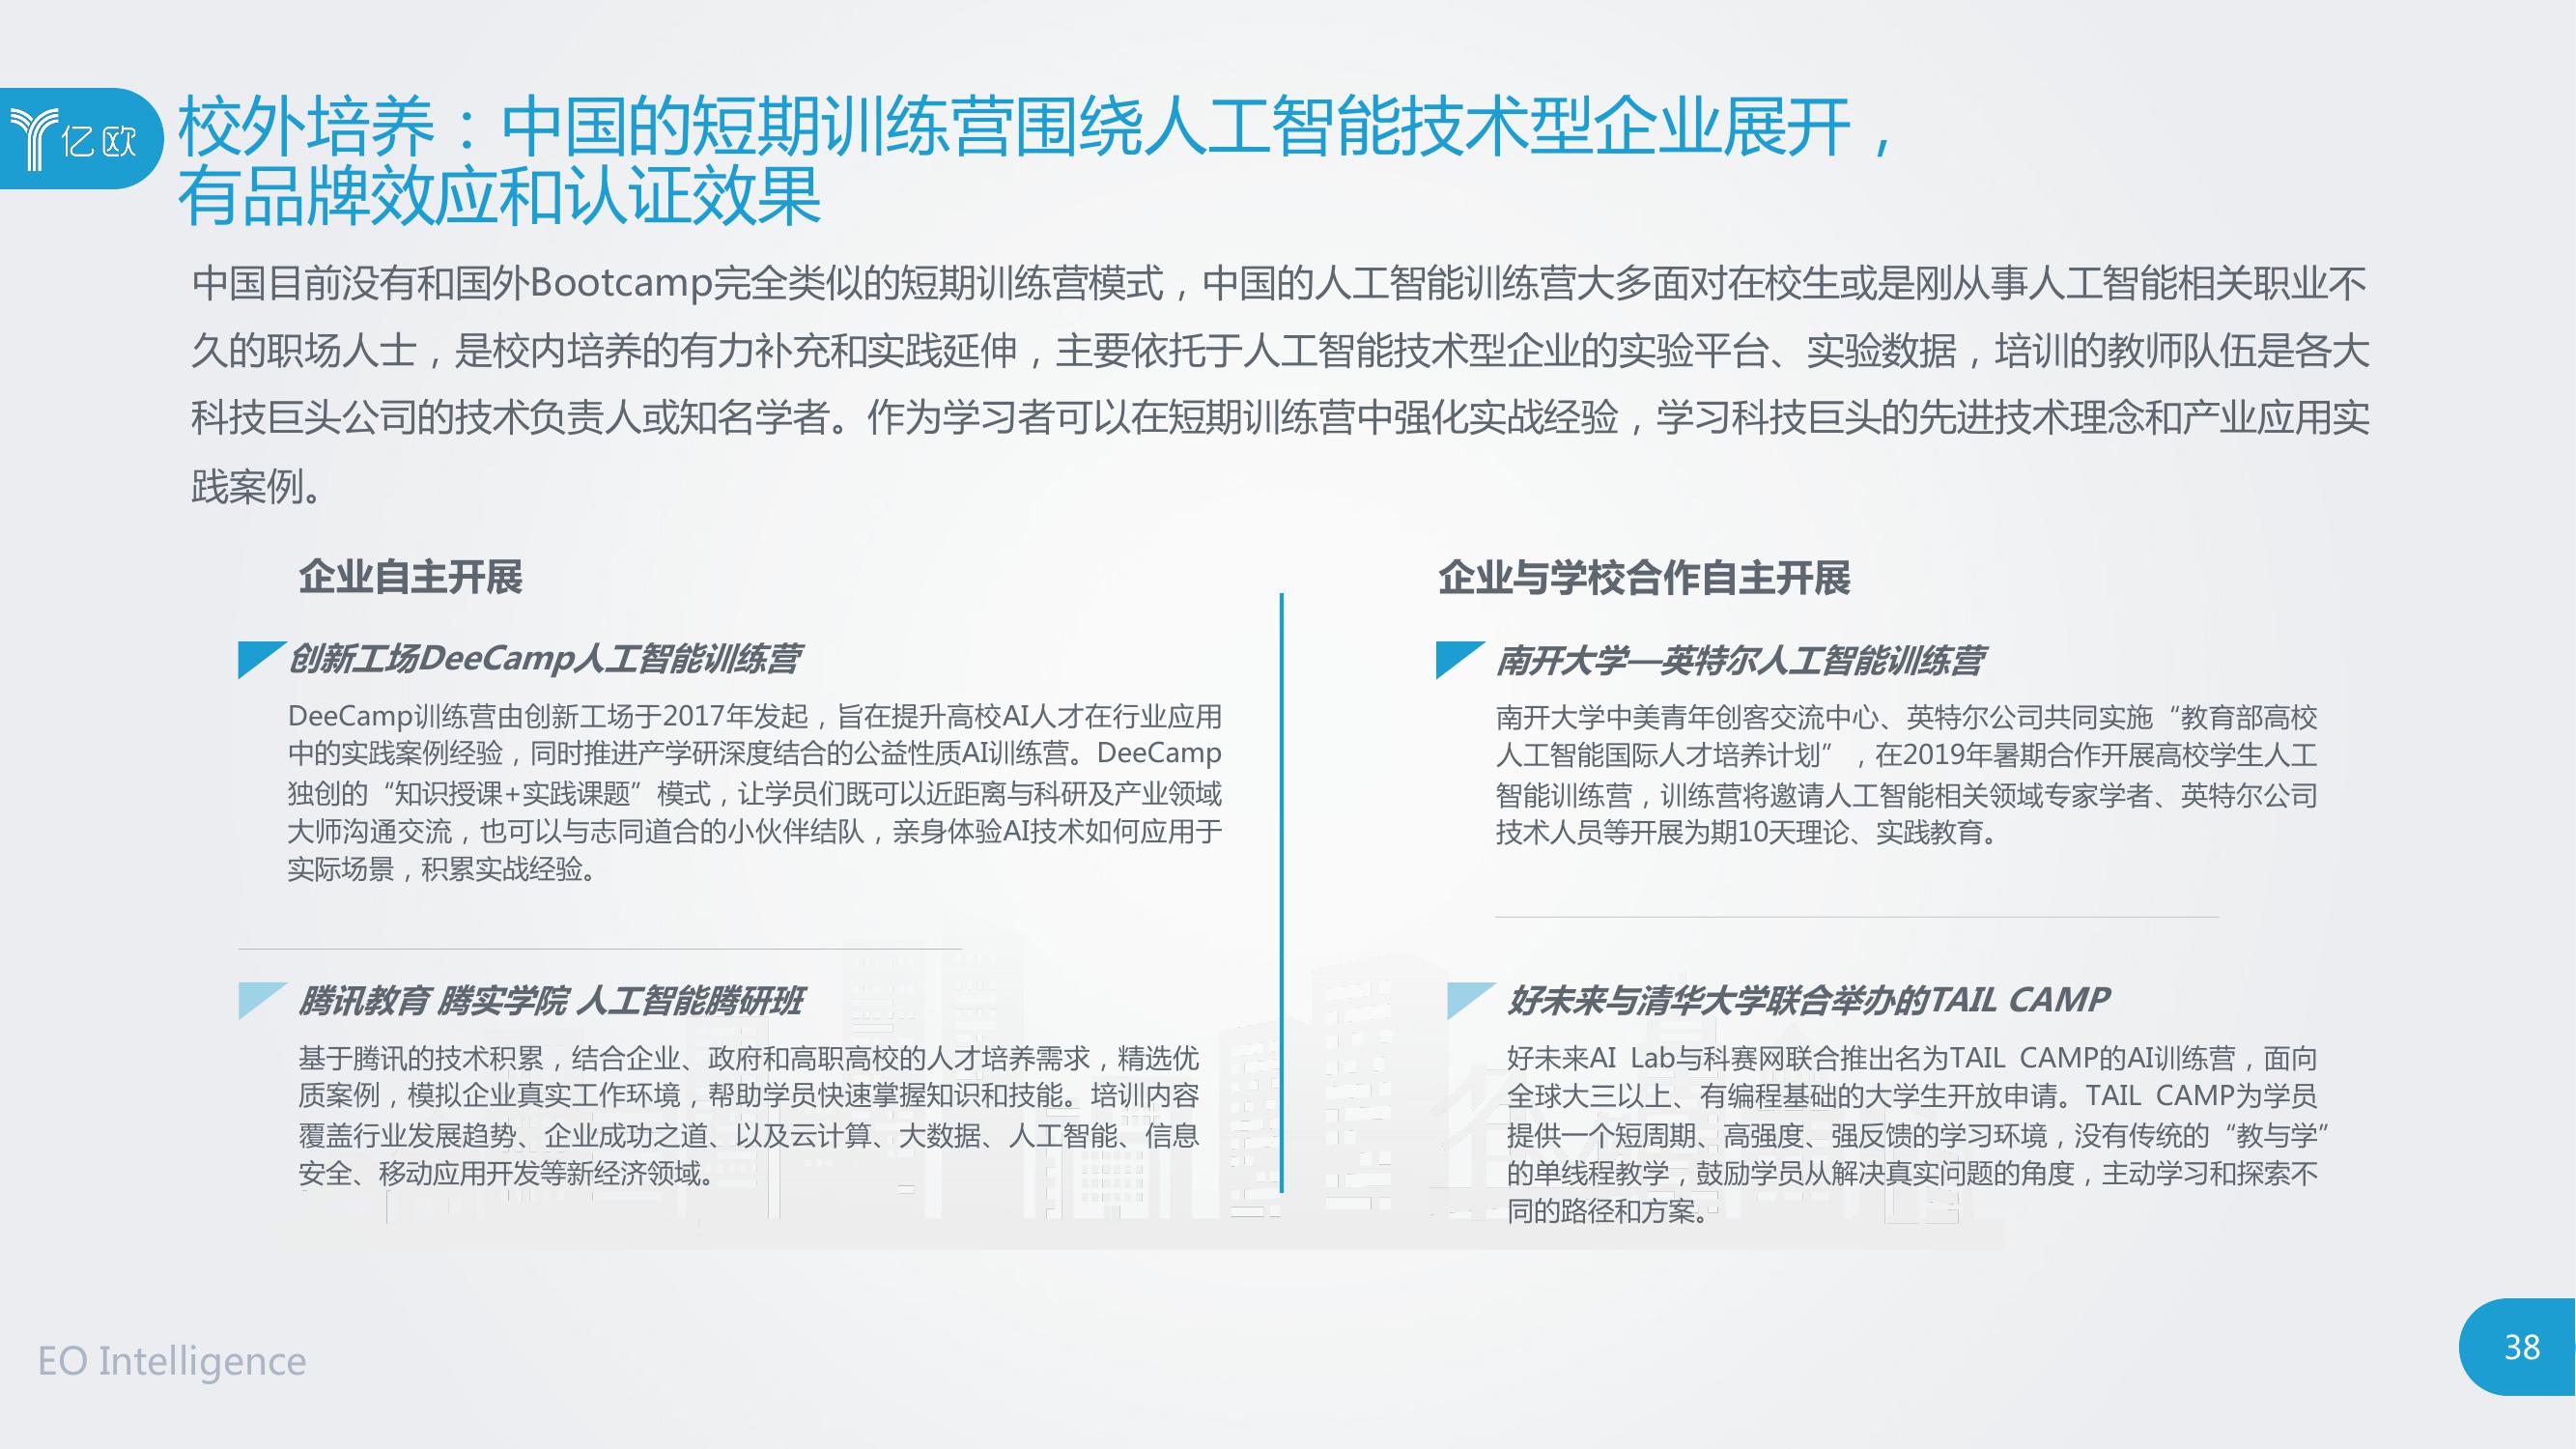 亿欧
校外培养：中国的短期训练营围绕人工智能技术型企业展开，
有品牌效应和认证效果
中国目前没有和国外Bootcamp完全类似的短期训练营模式，中国的人工智能训练营大多面对在校生或是刚从事人工智能相关职业不
久的职场人士，是校内培养的有力补充和实践延伸，主要依托于人工智能技术型企业的实验平台、实验数据，培训的教师队伍是各大
科技巨头公司的技术负责人或知名学者。作为学习者可以在短期训练营中强化实战经验，学习科技巨头的先进技术理念和产业应用实
践案例。
企业自主开展
创新工场DeeCamp人工智能训练营
DeeCamp训练营由创新工场于2017年发起，旨在提升高校AI人才在行业应用
中的实践案例经验，同时推进产学研深度结合的公益性质AI训练营。DeeCamp
独创的“知识授课+实践课题”模式，让学员们既可以近距离与科研及产业领域
大师沟通交流，也可以与志同道合的小伙伴结队，亲身体验AI技术如何应用于
实际场景，积累实战经验。
腾讯教育 腾实学院 人工智能腾研班
基于腾讯的技术积累，结合企业、政府和高职高校的人才培养需求，精选优
质案例，模拟企业真实工作环境，帮助学员快速掌握知识和技能。培训内容
覆盖行业发展趋势、企业成功之道、以及云计算、大数据、人工智能、信息
安全、移动应用开发等新经济领域。
企业与学校合作自主开展
南开大学—英特尔人工智能训练营
南开大学中美青年创客交流中心、英特尔公司共同实施“教育部高校
人工智能国际人才培养计划”，在2019年暑期合作开展高校学生人工
智能训练营，训练营将邀请人工智能相关领域专家学者、英特尔公司
技术人员等开展为期10天理论、实践教育。
好未来与清华大学联合举办的TAIL CAMP
好未来AI Lab与科赛网联合推出名为TAIL CAMP的AI训练营，面向
全球大三以上、有编程基础的大学生开放申请。TAIL CAMP为学员
提供一个短周期、高强度、强反馈的学习环境，没有传统的“教与学”
的单线程教学，鼓励学员从解决真实问题的角度，主动学习和探索不
同的路径和方案。
EO Intelligence
38